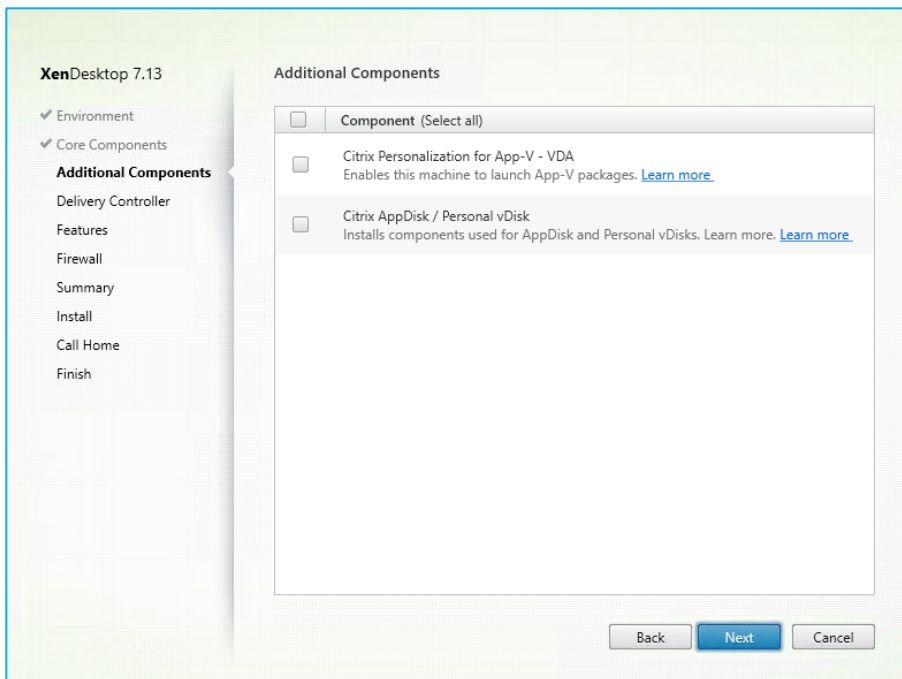 XenDesktop 7.13
Environment
Core Components
Additional Components
Delivery Controller
Features
Firewall
Summary
Install
Call Home
Finish
Additional Components
Component (Select all)
Citrix Personalization for App-V - VDA
Enables this machine to launch App-V packages. Learn more
Citrix AppDisk / Personal vDisk
Installs components used for AppDisk and Personal vDisks. Learn more. Learn more
Back Next Cancel